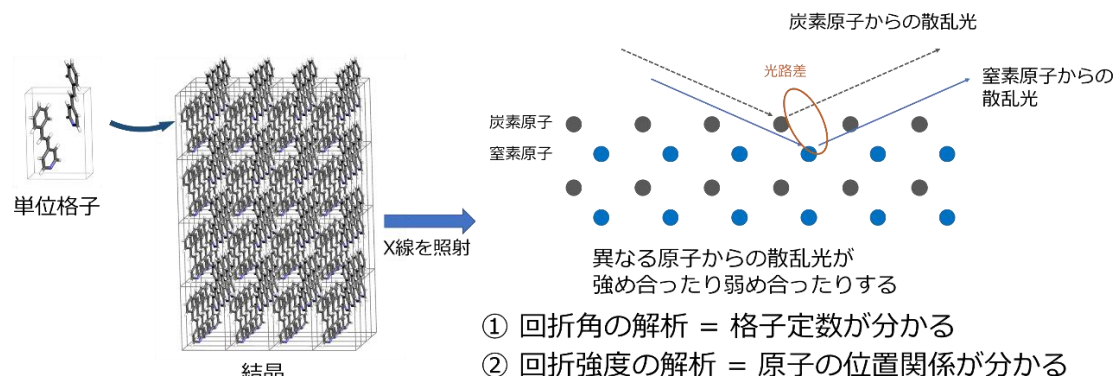 単位格子
結晶
X線を照射
炭素原子からの散乱光
光路差
窒素原子からの
散乱光
炭素原子
窒素原子
異なる原子からの散乱光が
強め合ったり弱め合ったりする
① 回折角の解析 = 格子定数が分かる
② 回折強度の解析 = 原子の位置関係が分かる